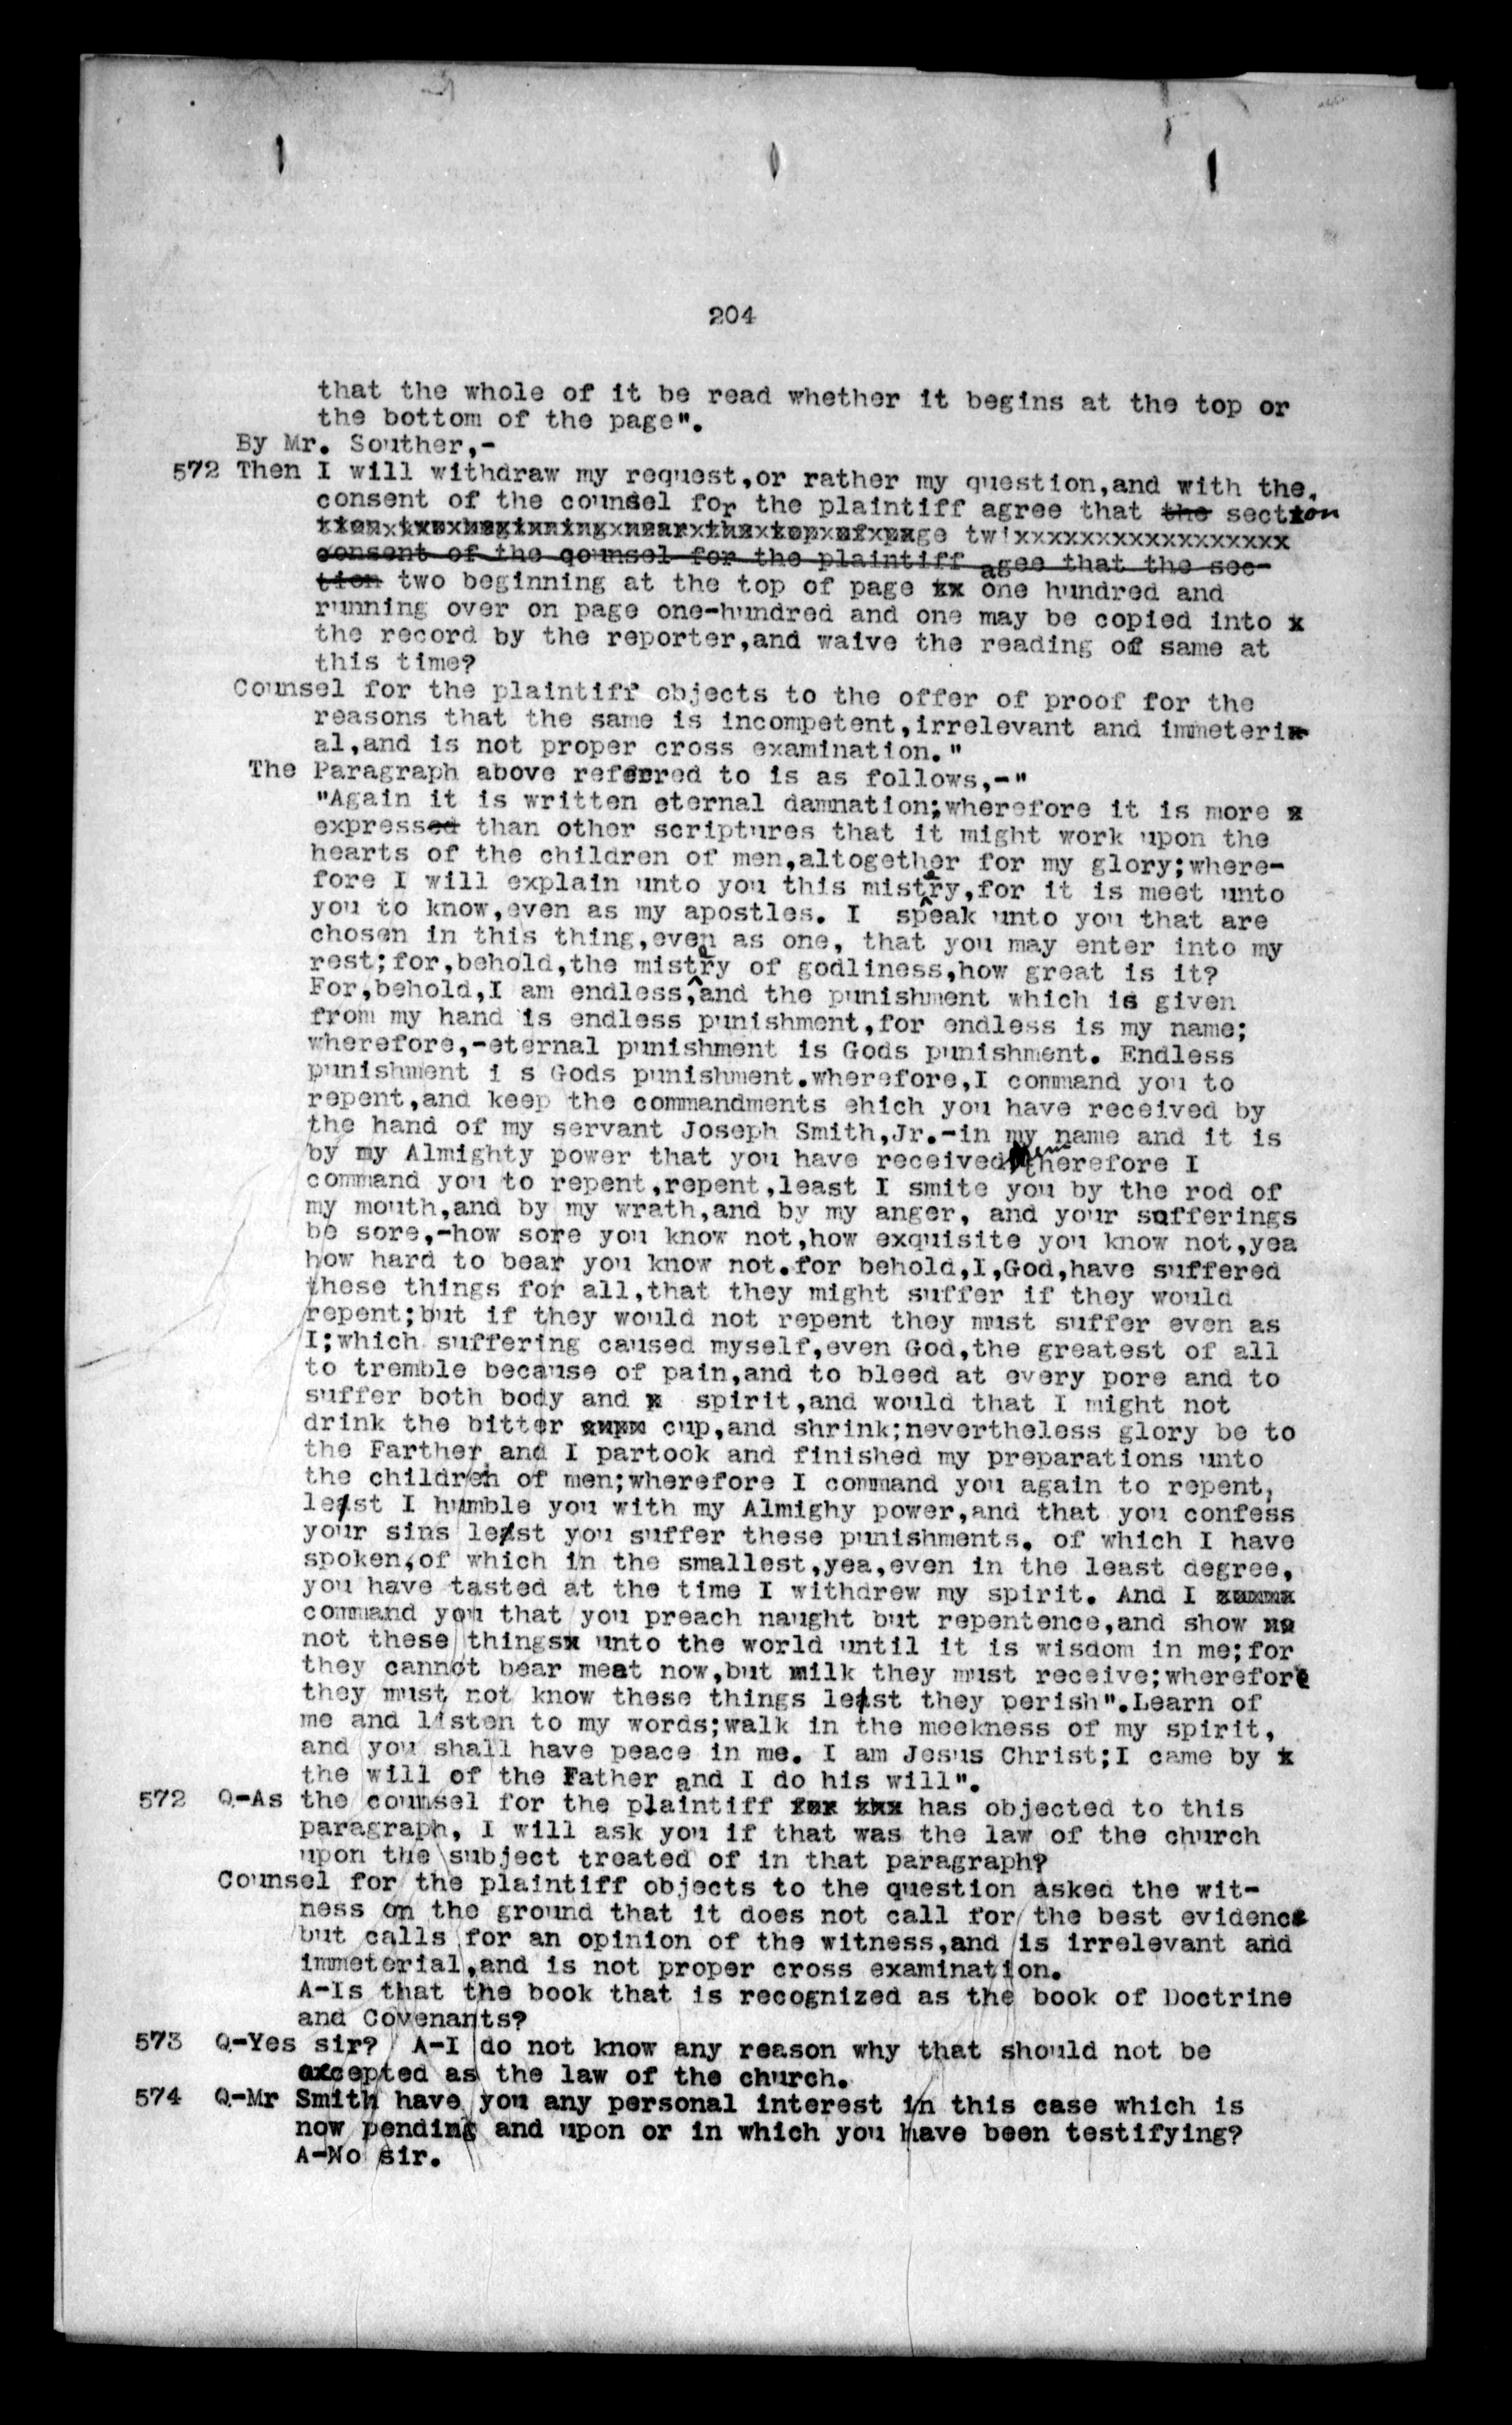 204
that the whole of it be read whether it begins at the top or
the bottom of the page".
By Mr. Souther,-
572 Then I will withdraw my request,or rather my question,and with the.
consent of the counsel for the plaintiff agree that the section
tion two beginning near the top of page tw'xxxxxxxxxxxxxxxxx
consent of the qounsel for the plaintiff agee that the sec-
tion two beginning at the top of page xx one hundred and
running over on page one-hundred and one may be copied into x
the record by the reporter,and waive the reading of same at
this time?
Counsel for the plaintiff objects to the offer of proof for the
reasons that the same is incompetent,irrelevant and immeteri-
al,and is not proper cross examination."
The Paragraph above referred to is as follows,-"
"Again it is written eternal damnation;wherefore it is more x
expressed than other scriptures that it might work upon the
hearts of the children of men,altogether for my glory;where-
fore I will explain unto you this mistery,for it is meet unto
you to know,even as my apostles. I speak unto you that are
chosen in this thing,even as one, that you may enter into my
rest;for,behold,the mistery of godliness,how great is it?
For,behold,I am endless,and the punishment which is given
from my hand is endless punishment,for endless is my name;
wherefore,-eternal punishment is Gods punishment. Endless
punishment i s Gods punishment.wherefore,I command you to
repent,and keep the commandments ehich you have received by
the hand of my servant Joseph Smith,Jr.-in my name and it is
by my Almighty power that you have received them therefore I
command you to repent,repent,least I smite you by the rod of
my mouth,and by my wrath,and by my anger, and your sufferings
be sore,-how sore you know not,how exquisite you know not,yea
how hard to bear you know not.for behold,I,God,have suffered
these things for all,that they might suffer if they would
repent;but if they would not repent they must suffer even as
I;which suffering caused myself,even God,the greatest of all
to tremble because of pain,and to bleed at every pore and to
suffer both body and x spirit,and would that I might not
drink the bitter xxxx cup,and shrink;nevertheless glory be to
the Farther and I partook and finished my preparations unto
the children of men;wherefore I command you again to repent,
lest I humble you with my Almighy power,and that you confess
your sins lest you suffer these punishments. of which I have
spoken,of which in the smallest,yea,even in the least degree,
you have tasted at the time I withdrew my spirit. And I xxxxxx
command you that you preach naught but repentence,and show xx
not these thingsx unto the world until it is wisdom in me;for
they cannot bear meat now,but milk they must receive;wherefore
they must not know these things lest they perish".Learn of
me and listen to my words;walk in the meekness of my spirit,
and you shall have peace in me. I am Jesus Christ;I came by x
the will of the Father and I do his will".
572 Q-As the counsel for the plaintiff for the has objected to this
paragraph, I will ask you if that was the law of the church
upon the subject treated of in that paragraph?
Counsel for the plaintiff objects to the question asked the wit-
ness on the ground that it does not call for the best evidence
but calls for an opinion of the witness,and is irrelevant and
immeterial,and is not proper cross examination.
A-Is that the book that is recognized as the book of Doctrine
and Covenants?
573 Q-Yes sir? A-I do not know any reason why that should not be
axcepted as the law of the church.
574 Q-Mr Smith have you any personal interest in this case which is
now pending and upon or in which you have been testifying?
A-No sir.